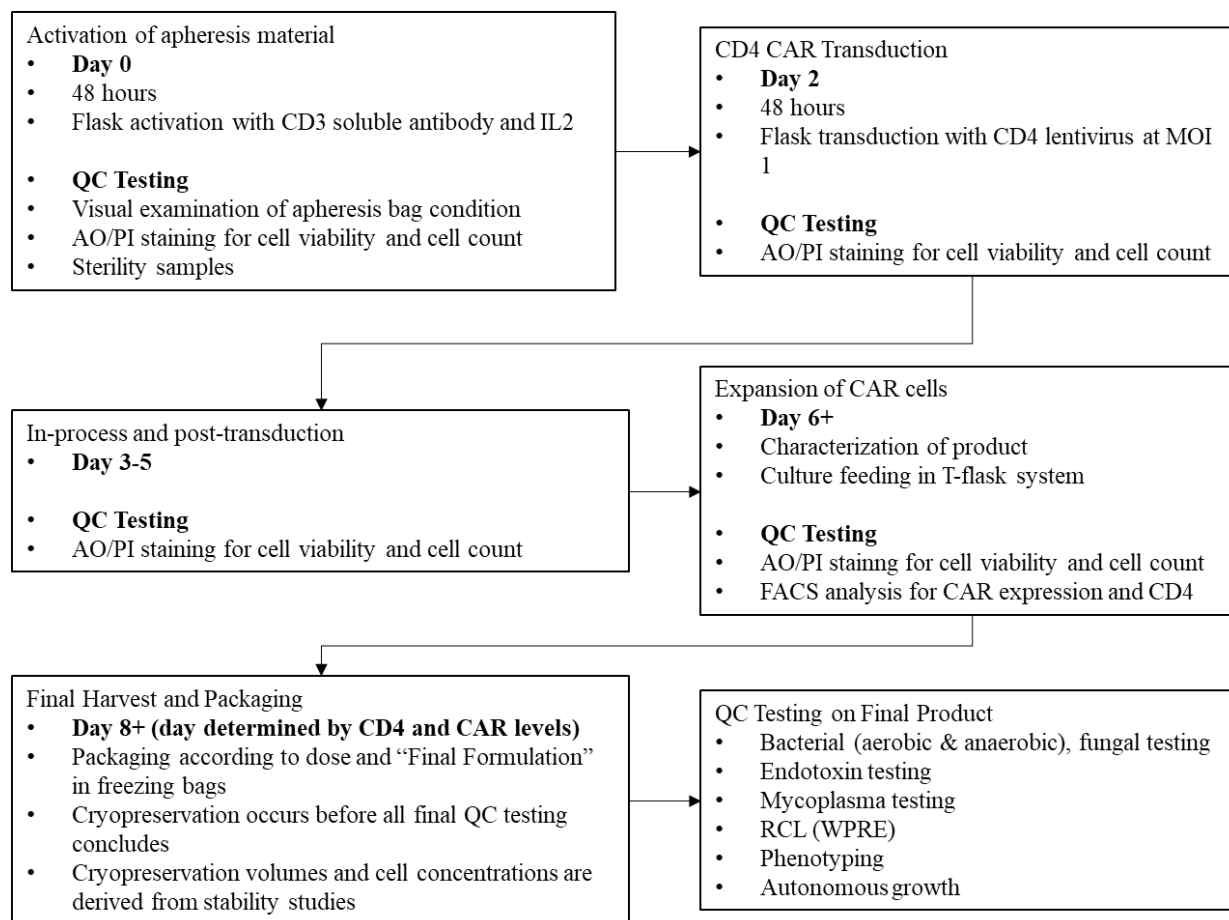 Activation of apheresis material
• Day 0
• 48 hours
• Flask activation with CD3 soluble antibody and IL2
• QC Testing
• Visual examination of apheresis bag condition
• AO/PI staining for cell viability and cell count
• Sterility samples
CD4 CAR Transduction
• Day 2
• 48 hours
• Flask transduction with CD4 lentivirus at MOI
1
• QC Testing
• AO/PI staining for cell viability and cell count
In-process and post-transduction
• Day 3-5
• QC Testing
• AO/PI staining for cell viability and cell count
Expansion of CAR cells
• Day 6+
• Characterization of product
• Culture feeding in T-flask system
• QC Testing
• AO/PI stainng for cell viability and cell count
• FACS analysis for CAR expression and CD4
Final Harvest and Packaging
• Day 8+ (day determined by CD4 and CAR levels)
• Packaging according to dose and “Final Formulation”
in freezing bags
• Cryopreservation occurs before all final QC testing
concludes
• Cryopreservation volumes and cell concentrations are
derived from stability studies
QC Testing on Final Product
• Bacterial (aerobic & anaerobic), fungal testing
• Endotoxin testing
• Mycoplasma testing
• RCL (WPRE)
• Phenotyping
• Autonomous growth